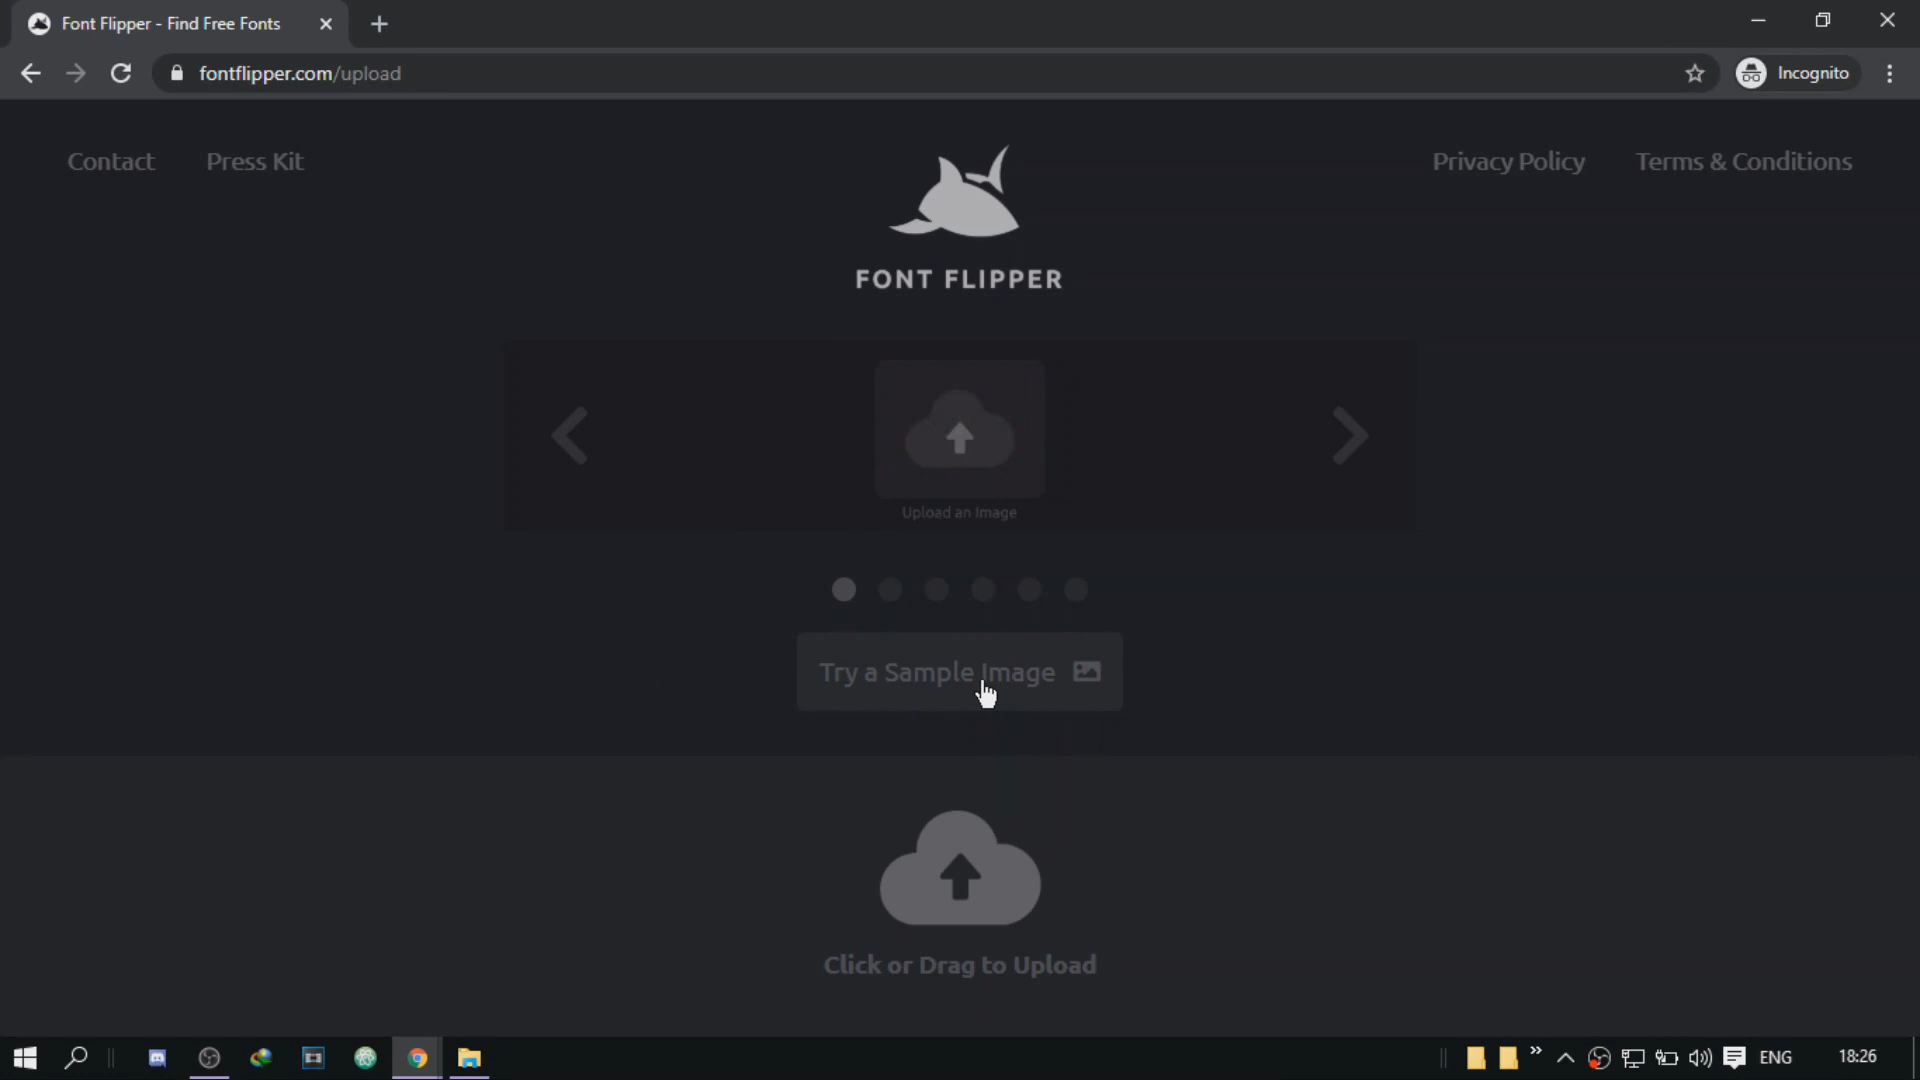 Font Flipper - Find Free Fonts
fontflipper.com/upload
Incognito
Contact
Press Kit
Privacy Policy
Terms & Conditions
FONT FLIPPER
Upload an Image
Try a Sample Image
Click or Drag to Upload
ENG
18:26